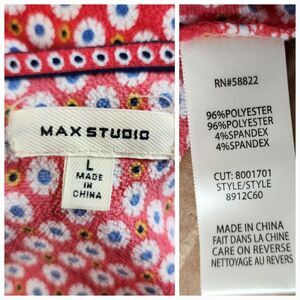 MAX STUDIO
L
MADE
IN
CHINA
RN#58822
96%POLYESTER
96%POLYESTER
4%SPANDEX
4%SPANDEX
CUT: 8001701
STYLE/STYLE
8912C60
MADE IN CHINA
FAIT DANS LA CHINE
CARE ON REVERSE
NETTOYAGE AU REVERS